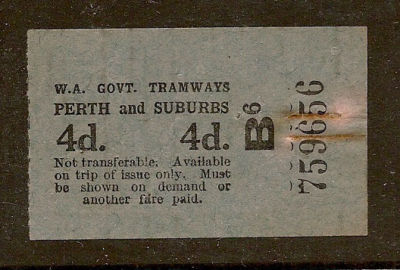 W.A. GOVT. TRAMWAYS
PERTH and SUBURBS
4d. 4d.
Not transferable. Available
on trip of issue only. Must
be shown on demand or
another fare paid.
B6
759656